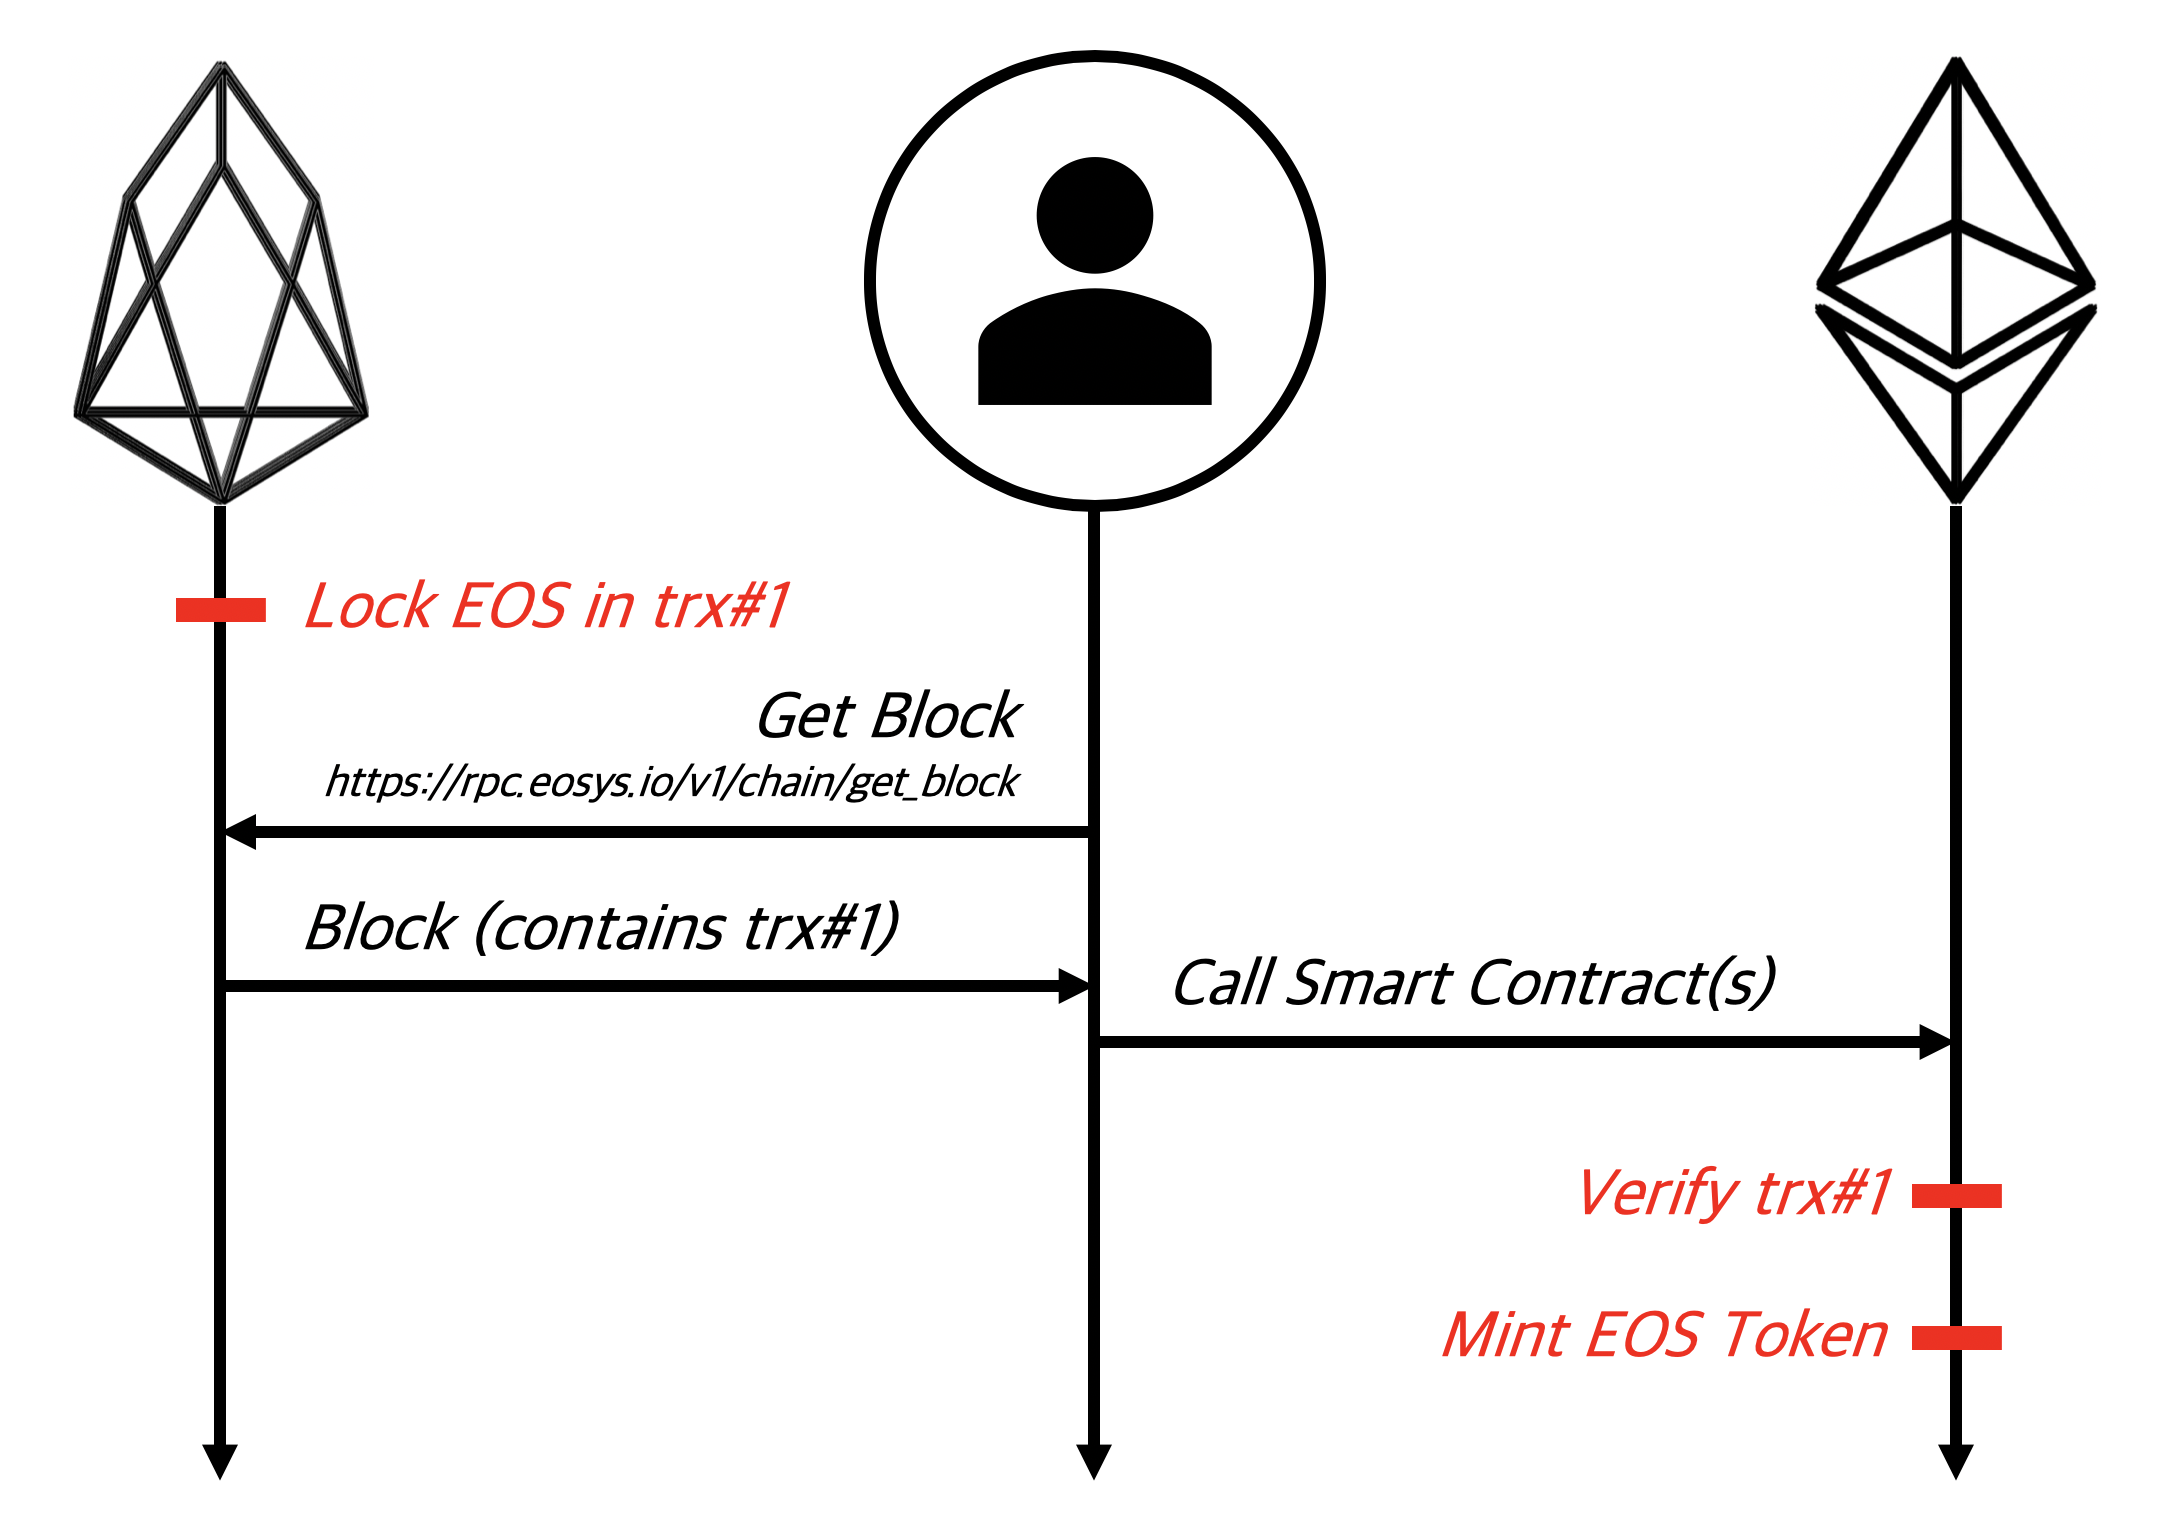 Lock EOS in trx#1
Get Block
https://rpc.eosys.io/v1/chain/get_block
Block (contains trx#1)
Call Smart Contract(s)
Verify trx#1
Mint EOS Token